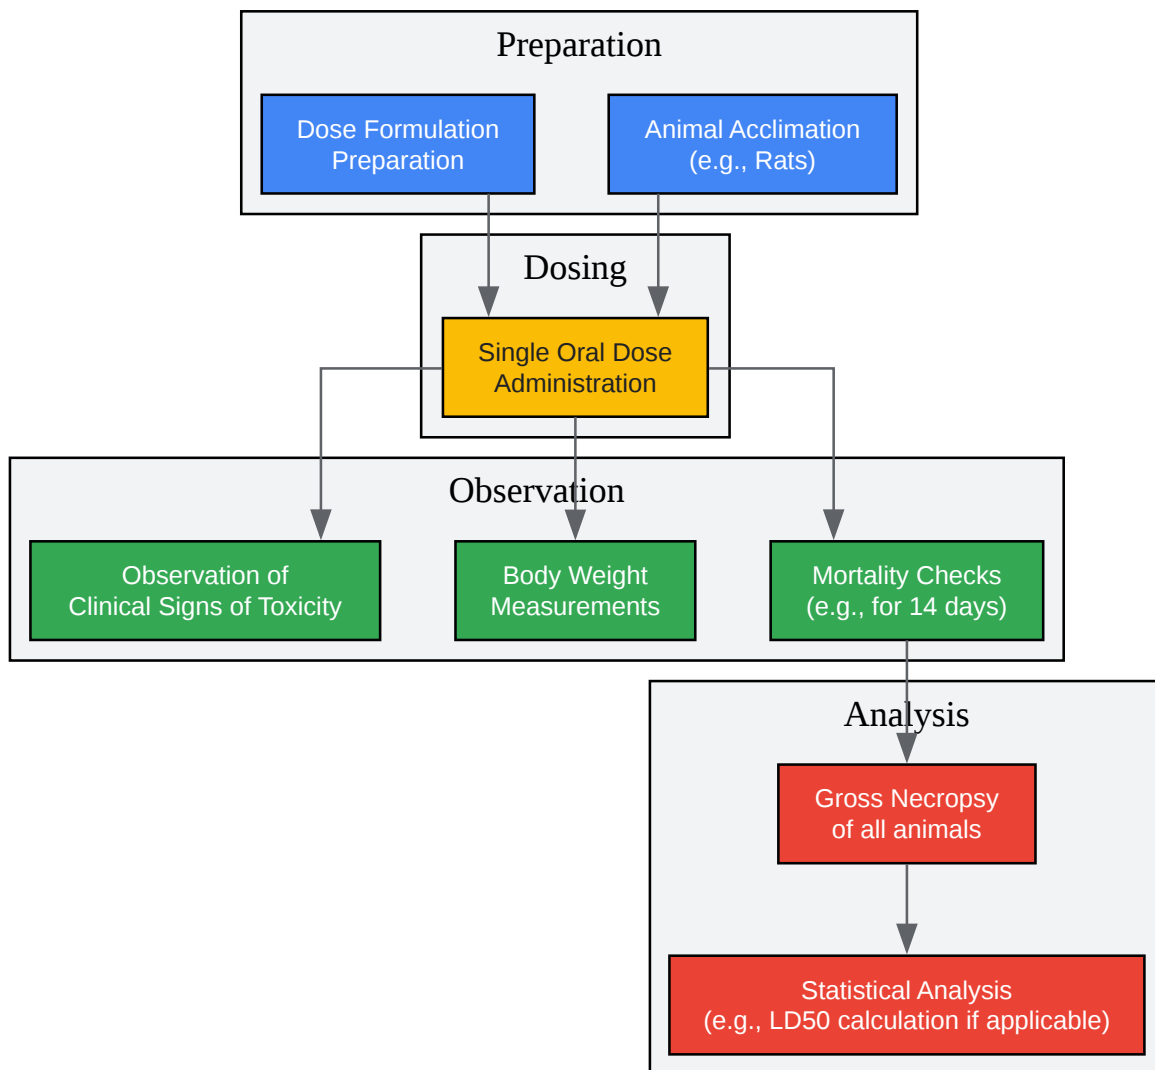 Preparation
Dose Formulation
Preparation
Animal Acclimation
(e.g., Rats)
Dosing
Single Oral Dose
Administration
Observation
Observation of
Clinical Signs of Toxicity
Body Weight
Measurements
Mortality Checks
(e.g., for 14 days)
Analysis
Gross Necropsy
of all animals
Statistical Analysis
(e.g., LD50 calculation if applicable)